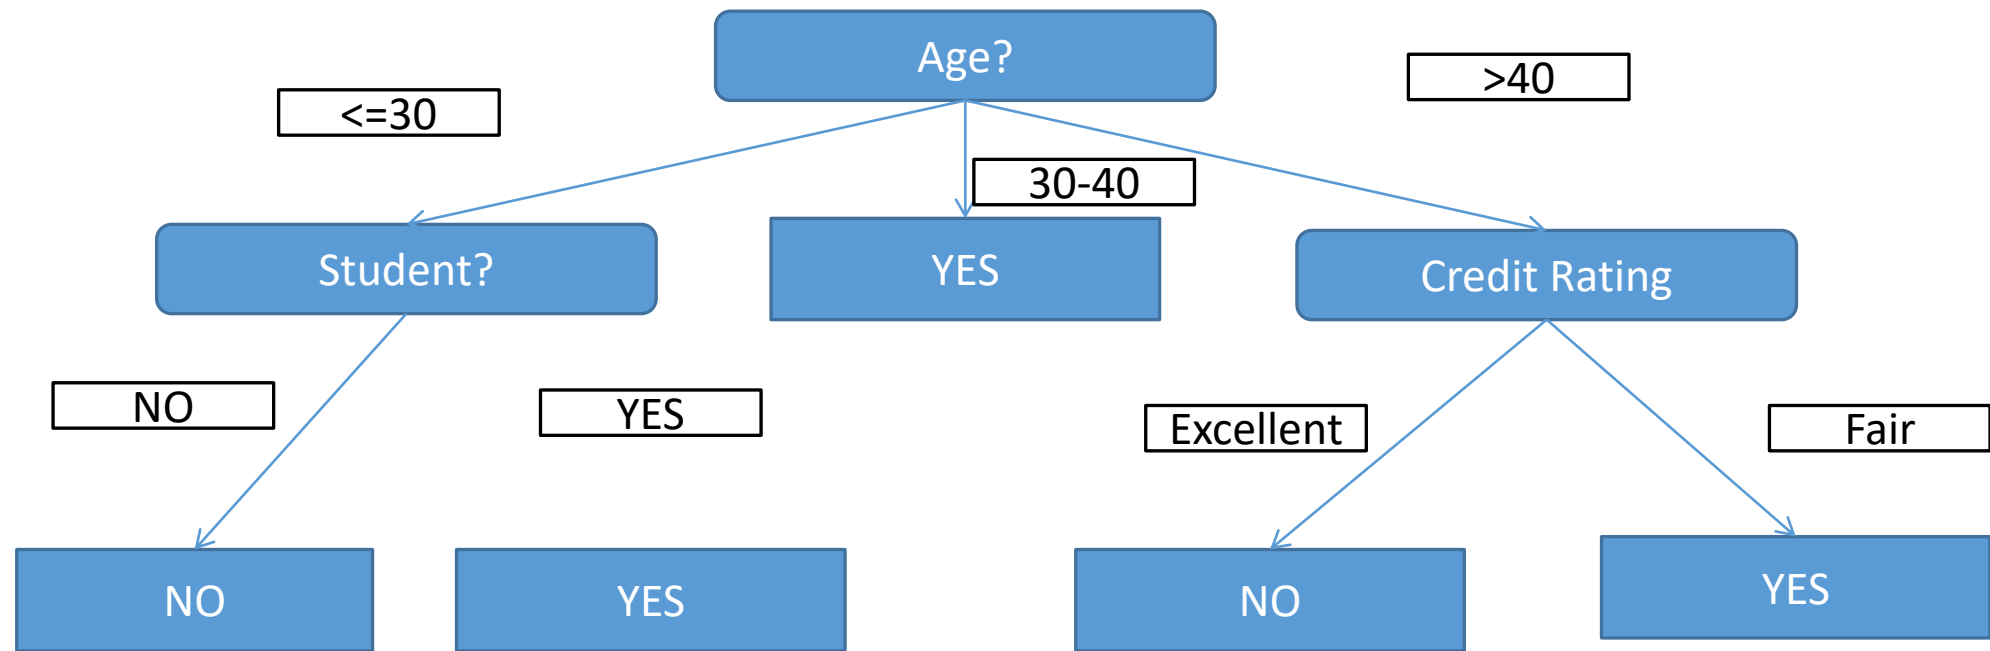 Age?
>40
<=30
30-40
Student?
YES
Credit Rating
NO
YES
Excellent
Fair
NO
YES
NO
YES